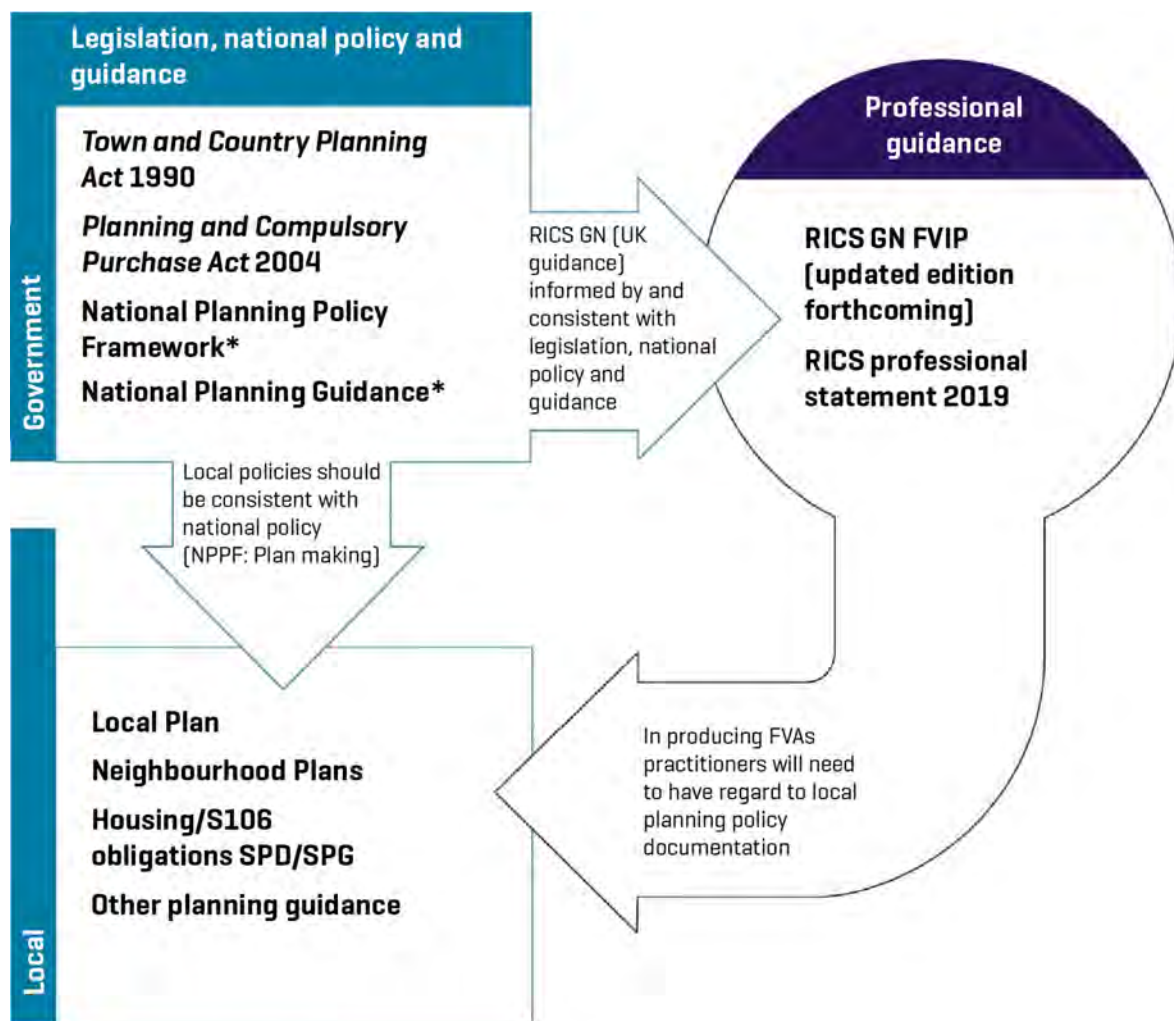 Legislation, national policy and
guidance
Government
Town and Country Planning
Act 1990
Planning and Compulsory
Purchase Act 2004
National Planning Policy
Framework*
National Planning Guidance*
RICS GN (UK
guidance)
informed by and
consistent with
legislation, national
policy and
guidance
Professional
guidance
RICS GN FVIP
(updated edition
forthcoming)
RICS professional
statement 2019
Local policies should
be consistent with
national policy
(NPPF: Plan making)
Local
Local Plan
Neighbourhood Plans
Housing/S106
obligations SPD/SPG
Other planning guidance
In producing FVAs
practitioners will need
to have regard to local
planning policy
documentation